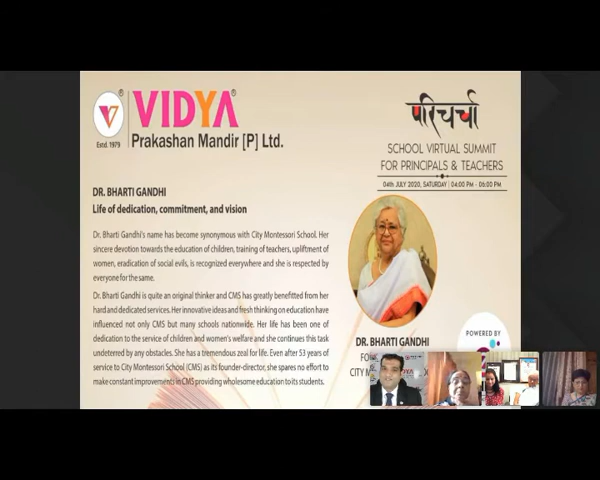 VIDYA
Prakashan Mandir [P] Ltd.
Estd. 1979
परिचर्चा
SCHOOL VIRTUAL SUMMIT
FOR PRINCIPALS & TEACHERS
04th JULY 2020, SATURDAY | 04:00 PM - 06:00 PM
DR. BHARTI GANDHI
Life of dedication, commitment, and vision
Dr. Bharti Gandhi's name has become synonymous with City Montessori School. Her
sincere devotion towards the education of children, training of teachers, upliftment of
women, eradication of social evils, is recognized everywhere and she is respected by
everyone for the same.
Dr. Bharti Gandhi is quite an original thinker and CMS has greatly benefitted from her
hard and dedicated services. Her innovative ideas and fresh thinking on education have
influenced not only CMS but many schools nationwide. Her life has been one of
dedication to the service of children and women's welfare and she continues this task
undeterred by any obstacles. She has a tremendous zeal for life. Even after 53 years of
service to City Montessori School (CMS) as its founder-director, she spares no effort to
make constant improvements in CMS providing wholesome education to its students.
DR. BHARTI GANDHI
CITY
POWERED BY
VIDYA